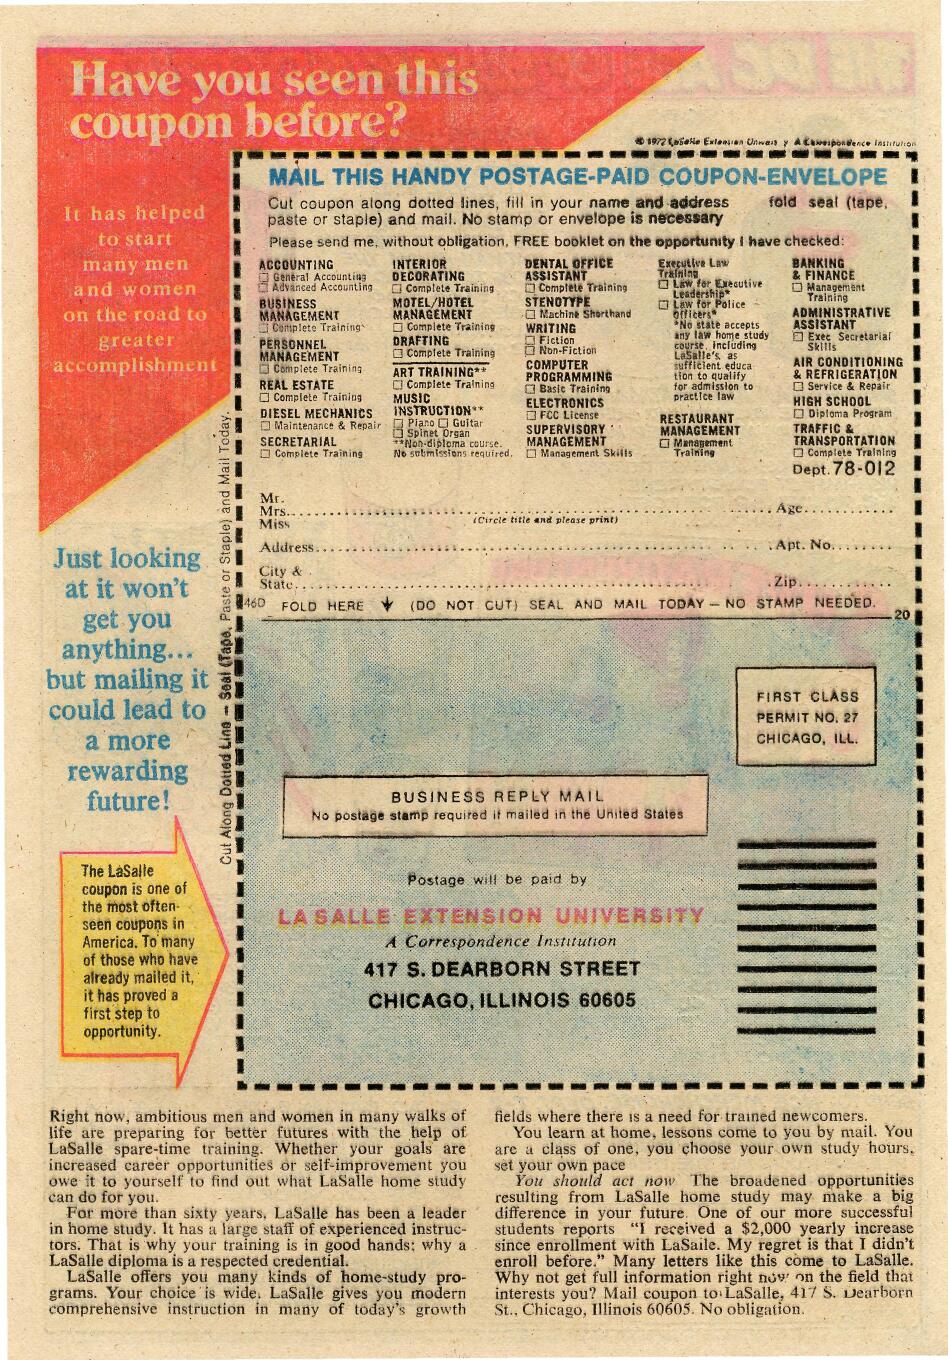 Have you seen this
coupon before?
© 1972 LaSalle Extension University A Correspondence Institution
It has helped
to start
many men
and women
on the road to
greater
accomplishment
MAIL THIS HANDY POSTAGE-PAID COUPON-ENVELOPE
Cut coupon along dotted lines, fill in your name and address fold seal (tape,
paste or staple) and mail. No stamp or envelope is necessary
Please send me, without obligation, FREE booklet on the opportunity I have checked:
ACCOUNTING
☐ General Accounting
☐ Advanced Accounting
BUSINESS
MANAGEMENT
☐ Complete Training
PERSONNEL
MANAGEMENT
☐ Complete Training
REAL ESTATE
☐ Complete Training
DIESEL MECHANICS
☐ Maintenance & Repair
SECRETARIAL
☐ Complete Training
INTERIOR
DECORATING
☐ Complete Training
MOTEL/HOTEL
MANAGEMENT
☐ Complete Training
DRAFTING
☐ Complete Training
ART TRAINING**
☐ Complete Training
MUSIC
INSTRUCTION**
☐ Piano ☐ Guitar
☐ Spinet Organ
**Non-diploma course.
No submissions required.
DENTAL OFFICE
ASSISTANT
☐ Complete Training
STENOTYPE
☐ Machine Shorthand
WRITING
☐ Fiction
☐ Non-Fiction
COMPUTER
PROGRAMMING
☐ Basic Training
ELECTRONICS
☐ FCC License
SUPERVISORY
MANAGEMENT
☐ Management Skills
Executive Law
Training
☐ Law for Executive
Leadership*
☐ Law for Police
Officers*
*No state accepts
any law home study
course, including
LaSalle's, as
sufficient educa
tion to qualify
for admission to
practice law
RESTAURANT
MANAGEMENT
☐ Management
Training
BANKING
& FINANCE
☐ Management
Training
ADMINISTRATIVE
ASSISTANT
☐ Exec Secretarial
Skills
AIR CONDITIONING
& REFRIGERATION
☐ Service & Repair
HIGH SCHOOL
☐ Diploma Program
TRAFFIC &
TRANSPORTATION
☐ Complete Training
Dept. 78-012
Mr.
Mrs. Age
Miss (Circle title and please print)
Address Apt. No.
City &
State Zip
460 FOLD HERE ↓ (DO NOT CUT) SEAL AND MAIL TODAY — NO STAMP NEEDED.
20
Cut Along Dotted Line — Seal (Tape, Paste or Staple) and Mail Today.
Just looking
at it won't
get you
anything...
but mailing it
could lead to
a more
rewarding
future!
The LaSalle
coupon is one of
the most often-
seen coupons in
America. To many
of those who have
already mailed it,
it has proved a
first step to
opportunity.
FIRST CLASS
PERMIT NO. 27
CHICAGO, ILL.
BUSINESS REPLY MAIL
No postage stamp required if mailed in the United States
Postage will be paid by
LA SALLE EXTENSION UNIVERSITY
A Correspondence Institution
417 S. DEARBORN STREET
CHICAGO, ILLINOIS 60605
Right now, ambitious men and women in many walks of
life are preparing for better futures with the help of
LaSalle spare-time training. Whether your goals are
increased career opportunities or self-improvement you
owe it to yourself to find out what LaSalle home study
can do for you.
For more than sixty years, LaSalle has been a leader
in home study. It has a large staff of experienced instruc-
tors. That is why your training is in good hands; why a
LaSalle diploma is a respected credential.
LaSalle offers you many kinds of home-study pro-
grams. Your choice is wide. LaSalle gives you modern
comprehensive instruction in many of today's growth
fields where there is a need for trained newcomers.
You learn at home, lessons come to you by mail. You
are a class of one, you choose your own study hours,
set your own pace
You should act now The broadened opportunities
resulting from LaSalle home study may make a big
difference in your future. One of our more successful
students reports "I received a $2,000 yearly increase
since enrollment with LaSalle. My regret is that I didn't
enroll before." Many letters like this come to LaSalle.
Why not get full information right now on the field that
interests you? Mail coupon to LaSalle, 417 S. Dearborn
St., Chicago, Illinois 60605. No obligation.